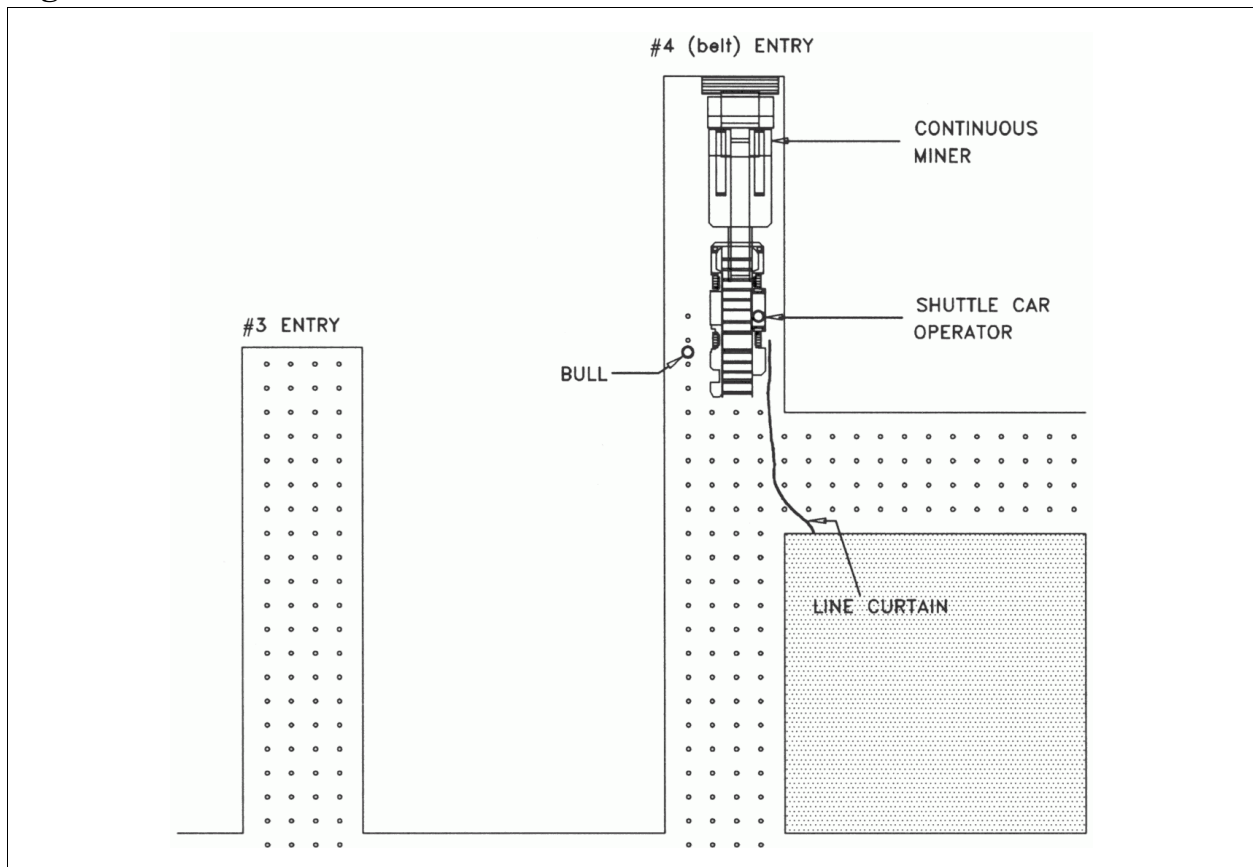 #4 (belt) ENTRY
CONTINUOUS
MINER
SHUTTLE CAR
OPERATOR
#3 ENTRY
BULL
LINE CURTAIN